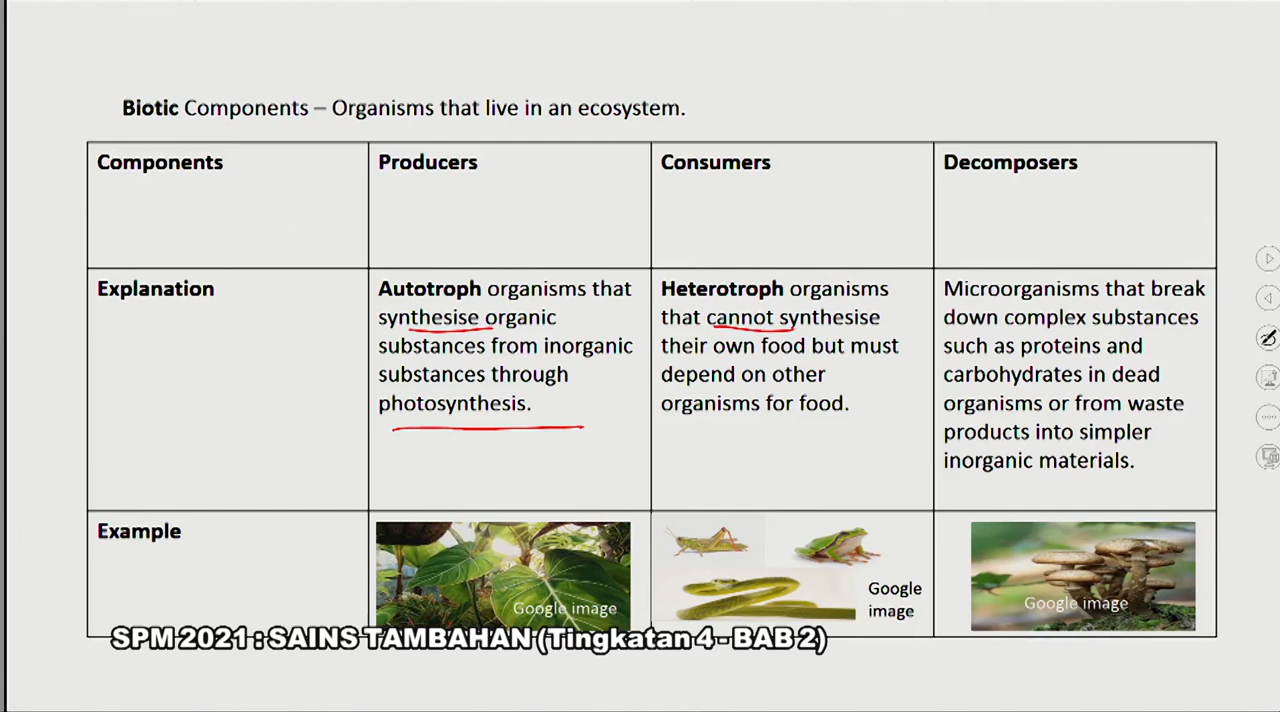 Biotic Components – Organisms that live in an ecosystem.
Components
Producers
Consumers
Decomposers
Explanation
Autotroph organisms that
synthesise organic
substances from inorganic
substances through
photosynthesis.
Heterotroph organisms
that cannot synthesise
their own food but must
depend on other
organisms for food.
Microorganisms that break
down complex substances
such as proteins and
carbohydrates in dead
organisms or from waste
products into simpler
inorganic materials.
Example
Google image
Google
image
Google image
SPM 2021 : SAINS TAMBAHAN (Tingkatan 4 - BAB 2)